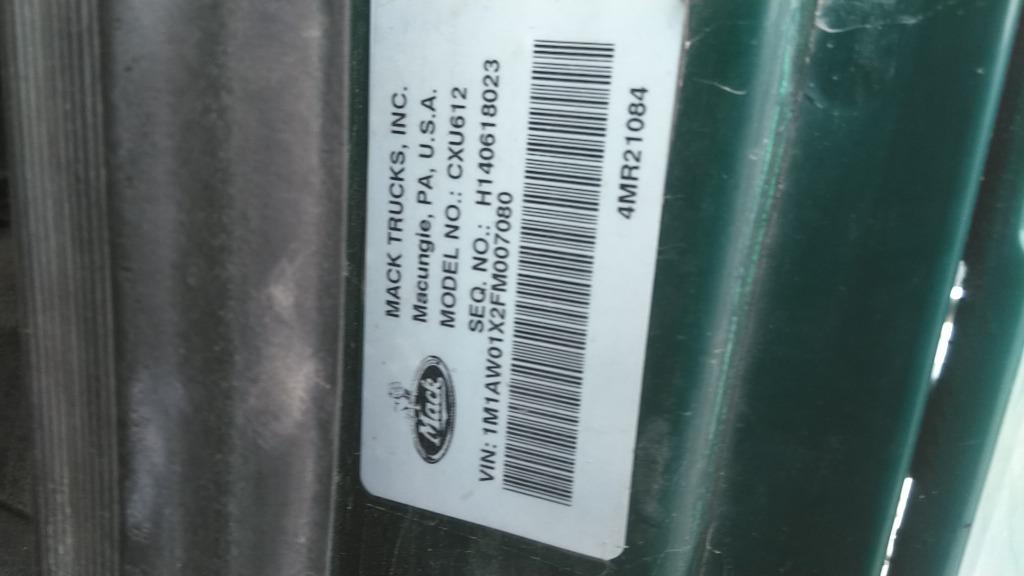 MACK TRUCKS, INC.
Macungie, PA, U.S.A.
MODEL NO.: CXU612
SEQ. NO.: H140618023
Mack
VIN: 1M1AW01X2FM007080
4MR21084